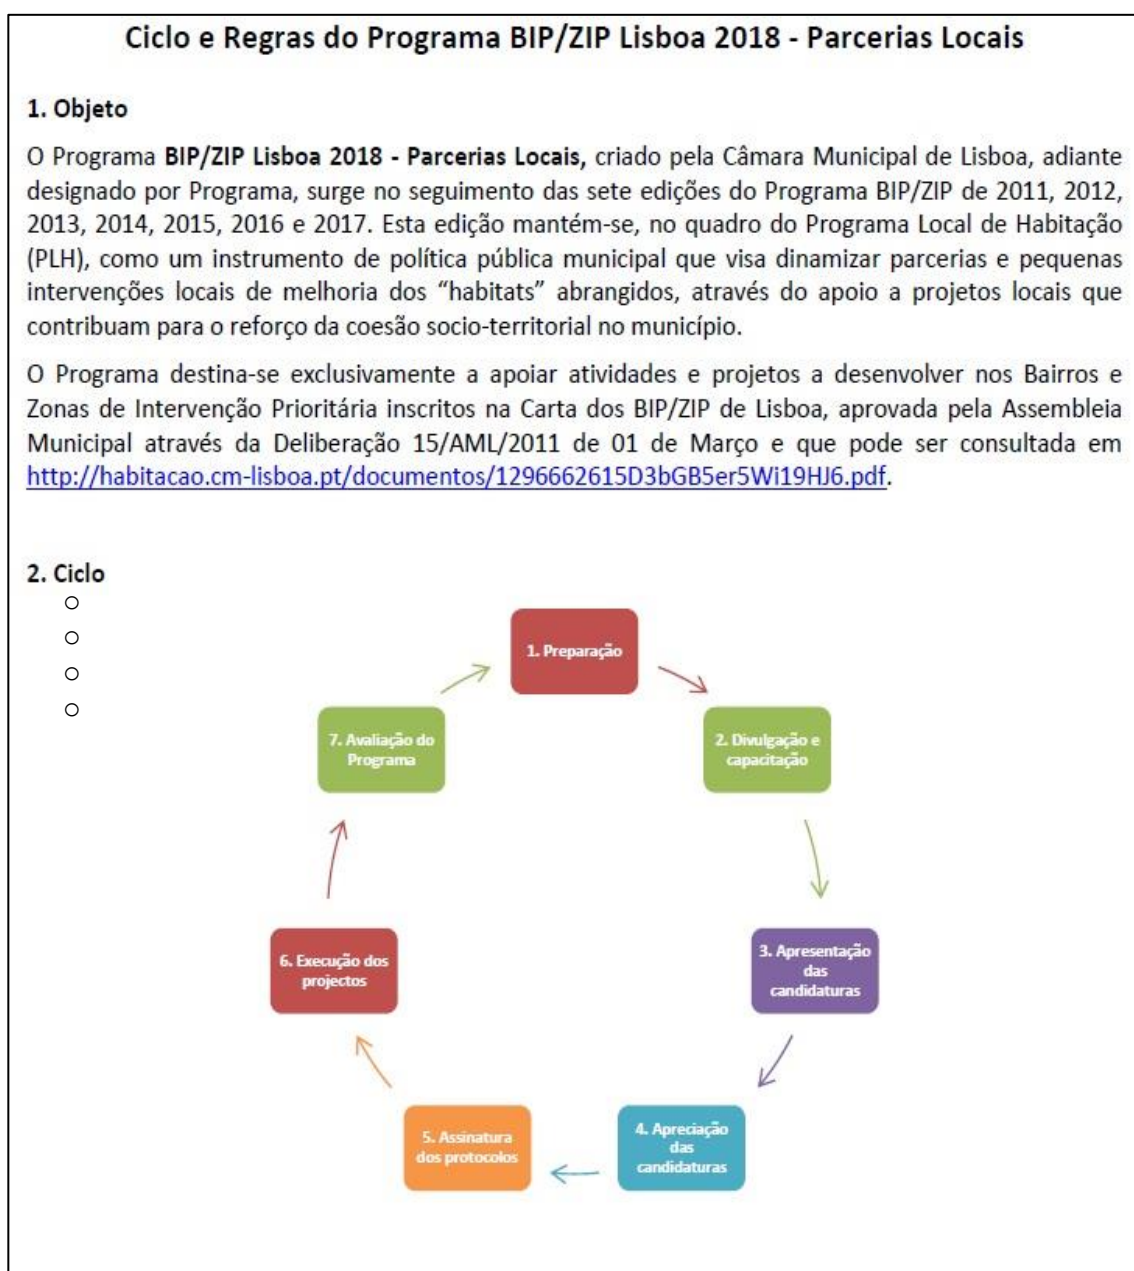 Ciclo e Regras do Programa BIP/ZIP Lisboa 2018 - Parcerias Locais
1. Objeto
O Programa BIP/ZIP Lisboa 2018 - Parcerias Locais, criado pela Câmara Municipal de Lisboa, adiante
designado por Programa, surge no seguimento das sete edições do Programa BIP/ZIP de 2011, 2012,
2013, 2014, 2015, 2016 e 2017. Esta edição mantém-se, no quadro do Programa Local de Habitação
(PLH), como um instrumento de política pública municipal que visa dinamizar parcerias e pequenas
intervenções locais de melhoria dos “habitats” abrangidos, através do apoio a projetos locais que
contribuam para o reforço da coesão socio-territorial no município.
O Programa destina-se exclusivamente a apoiar atividades e projetos a desenvolver nos Bairros e
Zonas de Intervenção Prioritária inscritos na Carta dos BIP/ZIP de Lisboa, aprovada pela Assembleia
Municipal através da Deliberação 15/AML/2011 de 01 de Março e que pode ser consultada em
http://habitacao.cm-lisboa.pt/documentos/1296662615D3bGB5er5Wi19HJ6.pdf.
2. Ciclo
1. Preparação
2. Divulgação e
capacitação
3. Apresentação
das
candidaturas
4. Apreciação
das
candidaturas
5. Assinatura
dos protocolos
6. Execução dos
projectos
7. Avaliação do
Programa